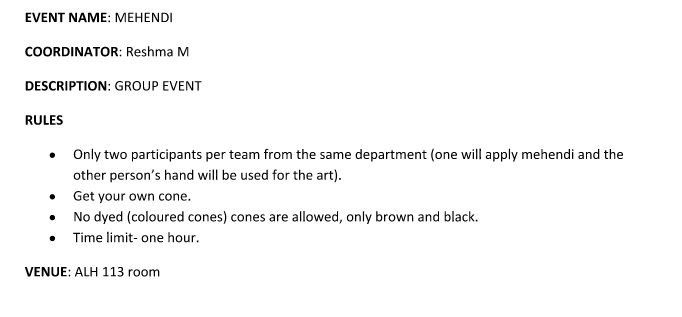 EVENT NAME: MEHENDI
COORDINATOR: Reshma M
DESCRIPTION: GROUP EVENT
RULES
• Only two participants per team from the same department (one will apply mehendi and the
other person’s hand will be used for the art).
• Get your own cone.
• No dyed (coloured cones) cones are allowed, only brown and black.
• Time limit- one hour.
VENUE: ALH 113 room